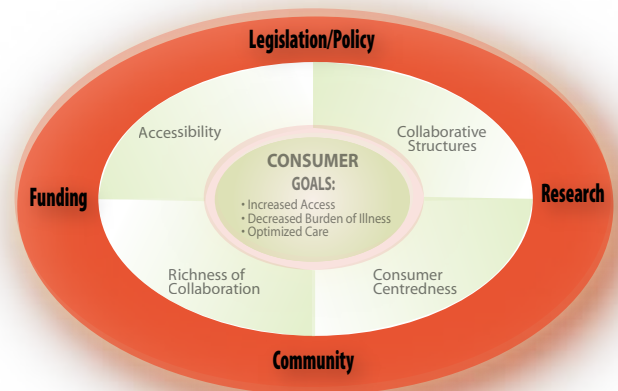 Legislation/Policy
Accessibility
Collaborative
Structures
CONSUMER
GOALS:
• Increased Access
• Decreased Burden of Illness
• Optimized Care
Funding
Research
Richness of
Collaboration
Consumer
Centredness
Community